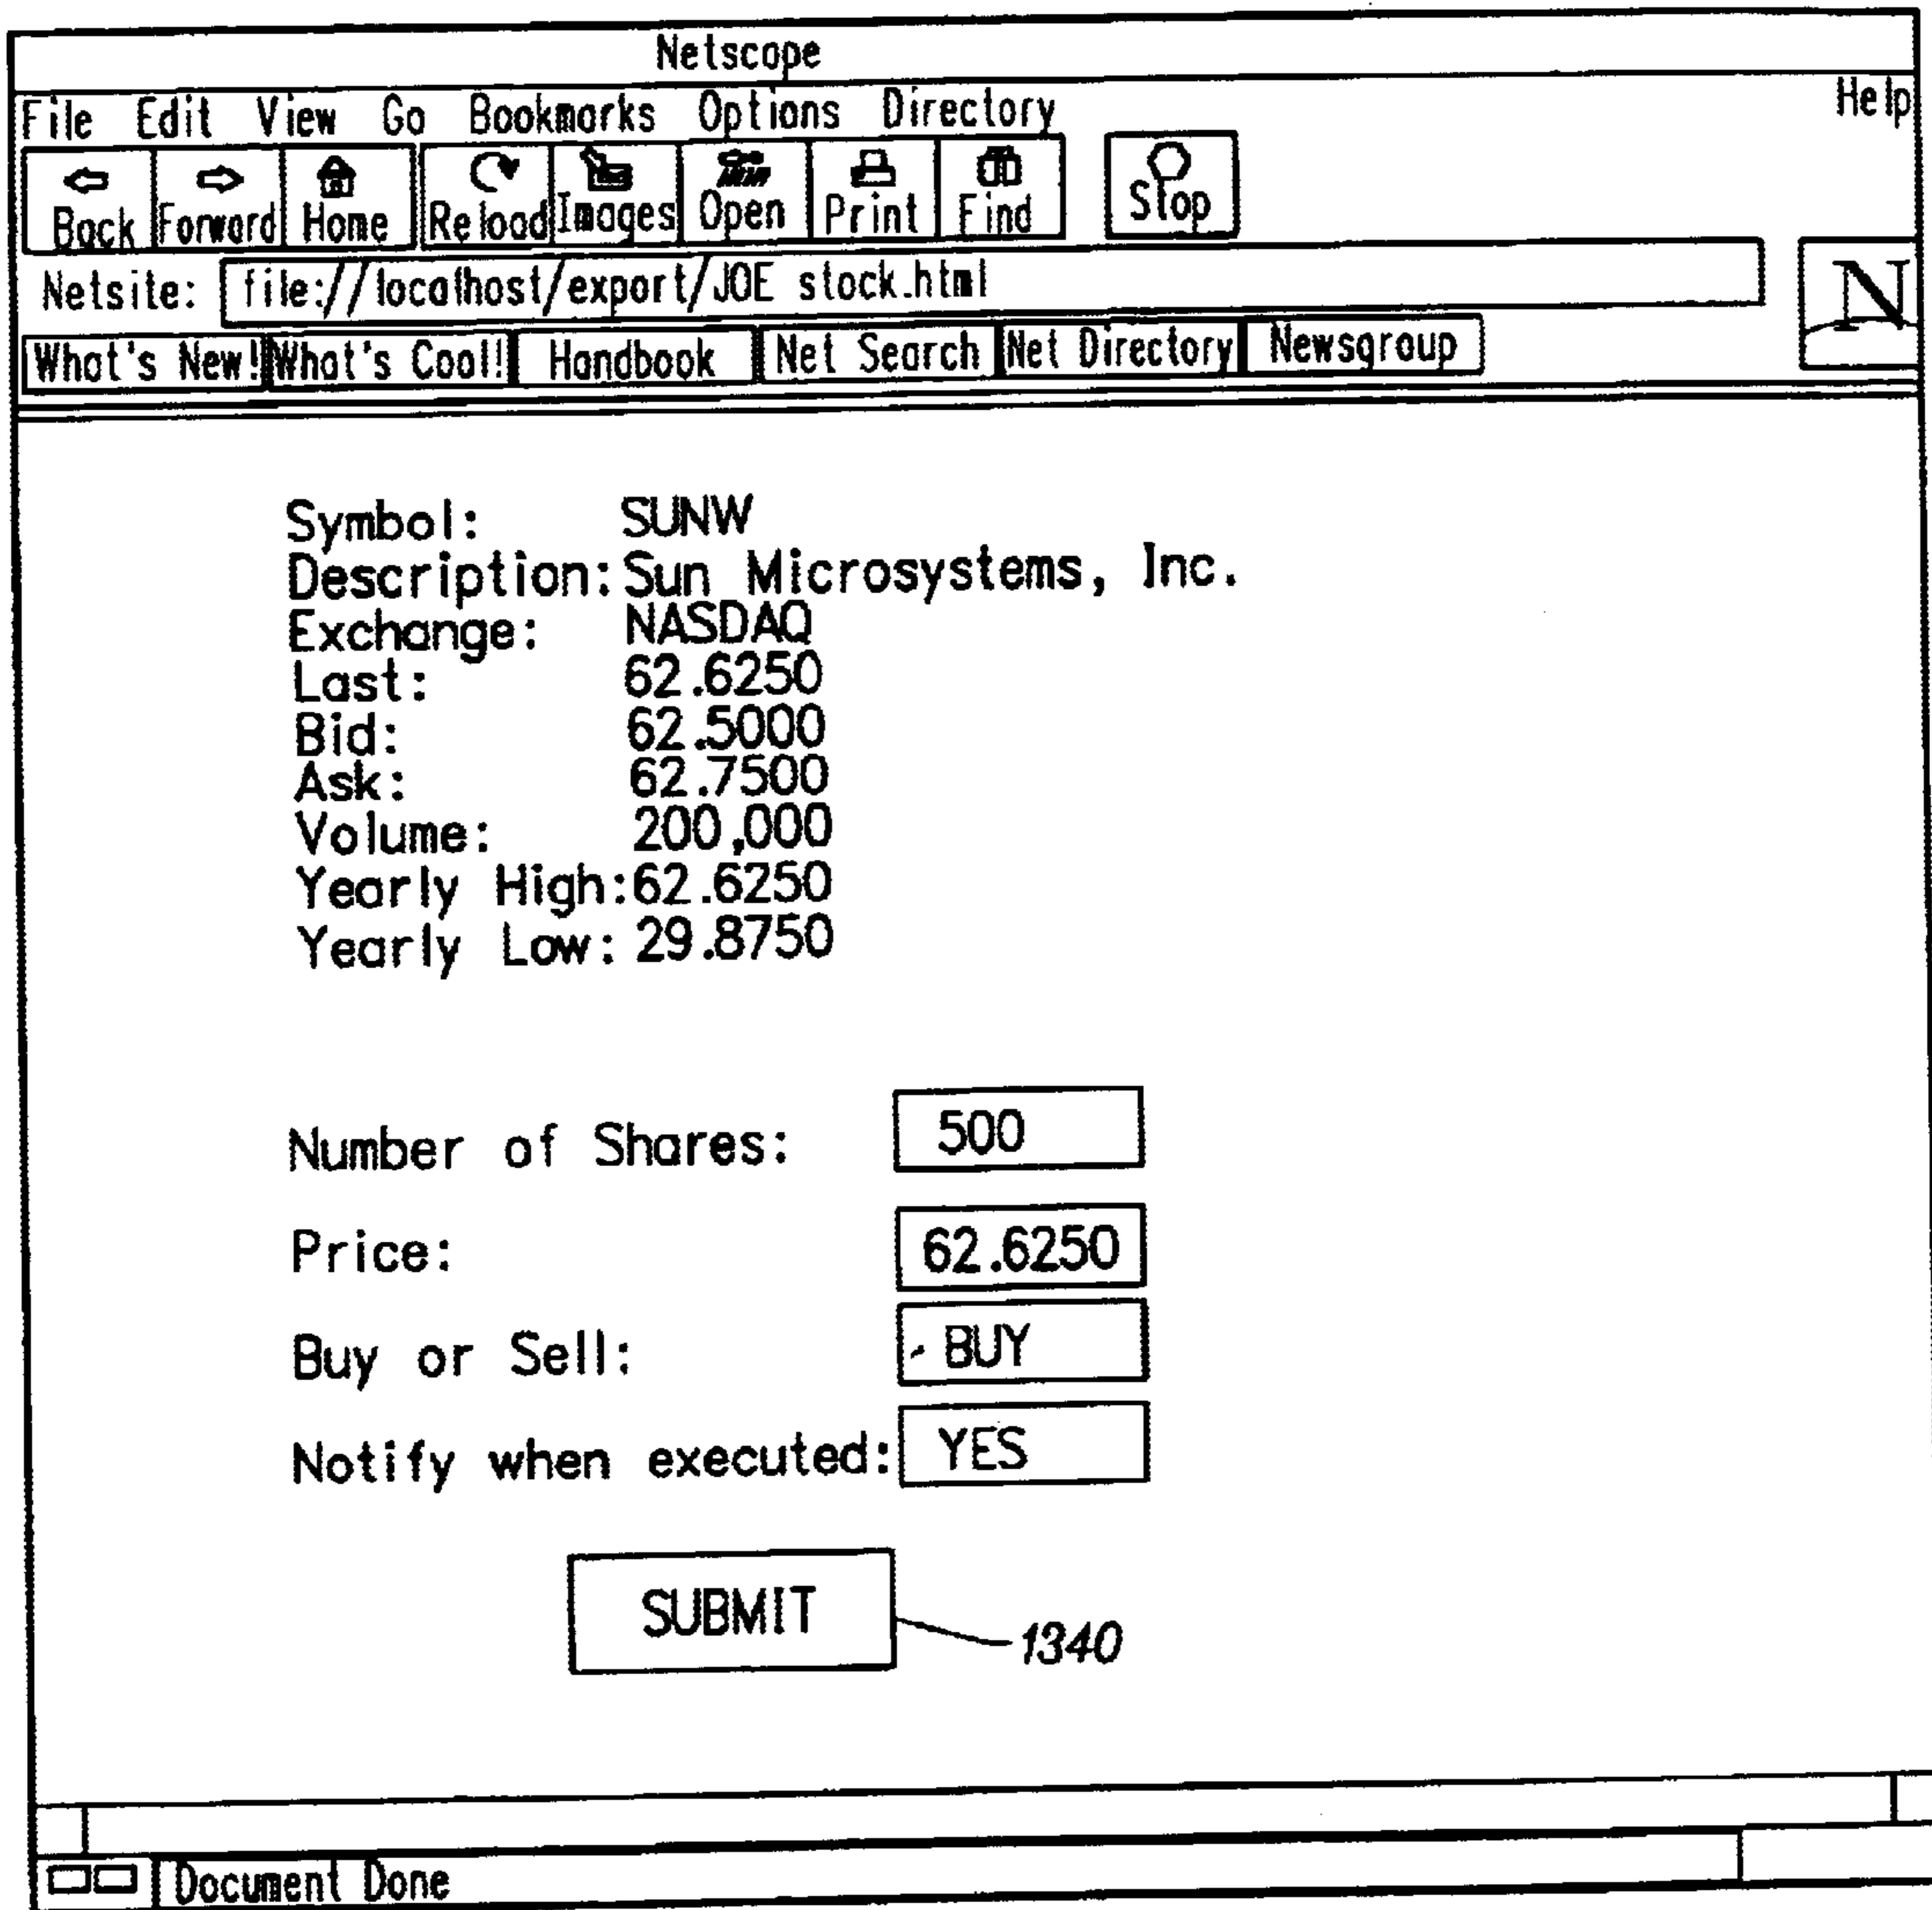 Netscape
File Edit View Go Bookmarks Options Directory Help
Back Forward Home Reload Images Open Print Find Stop
Netsite: file://localhost/export/JOE stock.html
N
What's New! What's Cool! Handbook Net Search Net Directory Newsgroup
Symbol: SUNW
Description: Sun Microsystems, Inc.
Exchange: NASDAQ
Last: 62.6250
Bid: 62.5000
Ask: 62.7500
Volume: 200,000
Yearly High: 62.6250
Yearly Low: 29.8750
Number of Shares: 500
Price: 62.6250
Buy or Sell: BUY
Notify when executed: YES
SUBMIT
1340
Document Done